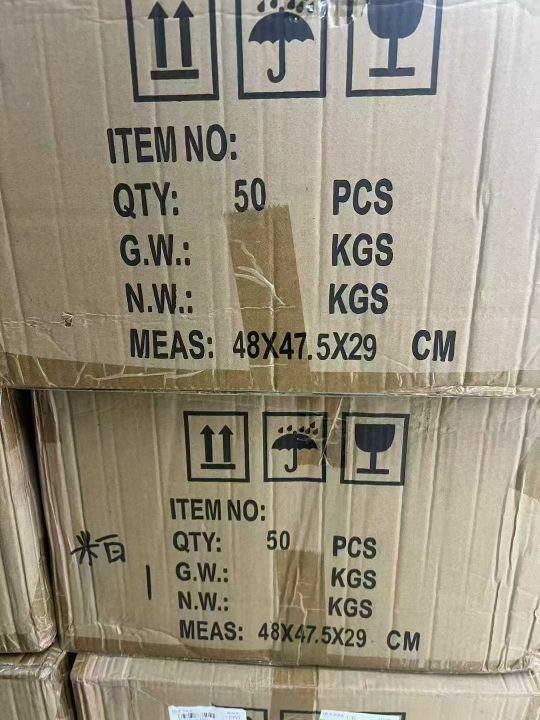 ITEM NO:
QTY: 50 PCS
G.W.: KGS
N.W.: KGS
MEAS: 48X47.5X29 CM
ITEM NO:
QTY: 50 PCS
米白 G.W.: KGS
N.W.: KGS
MEAS: 48X47.5X29 CM